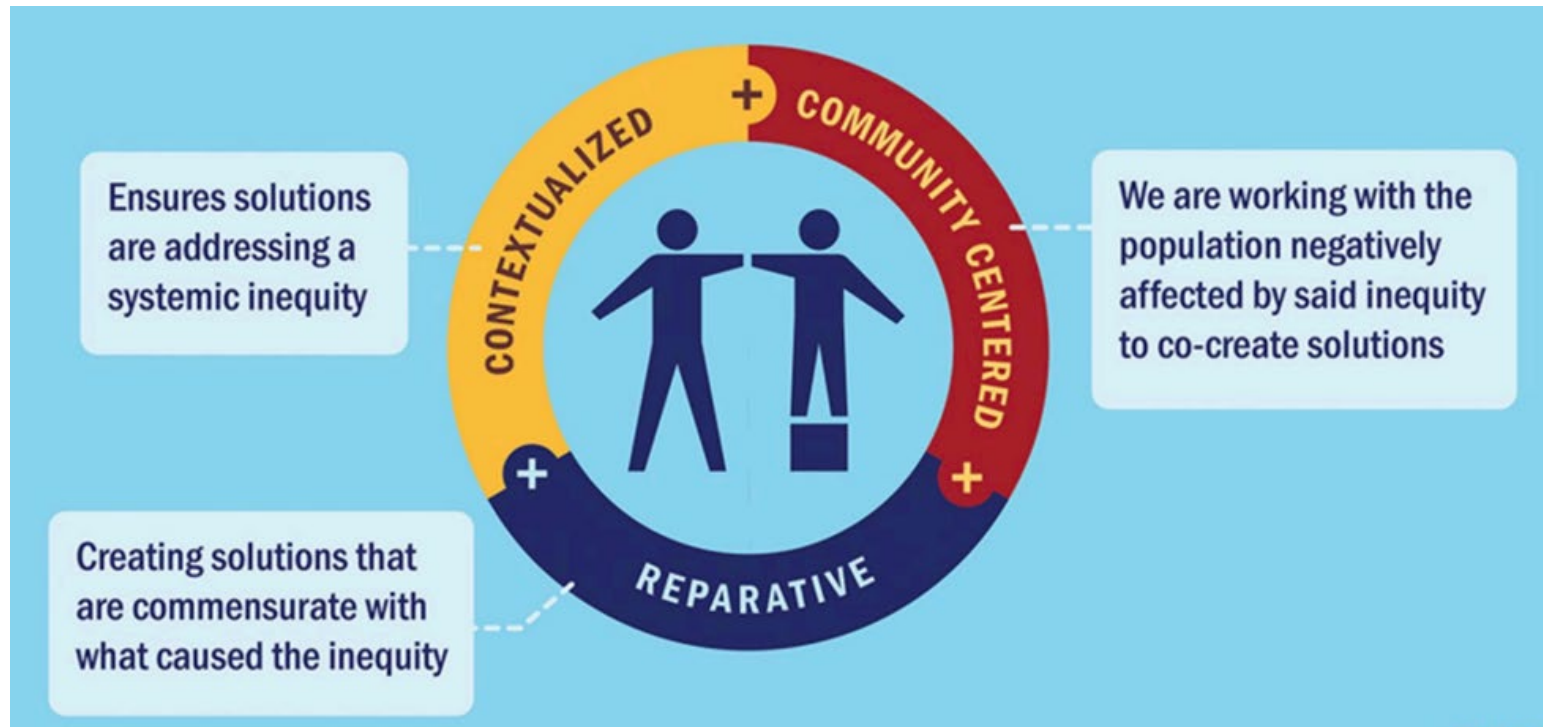 CONTEXTUALIZED
+
COMMUNITY CENTERED
Ensures solutions
are addressing a
systemic inequity
We are working with the
population negatively
affected by said inequity
to co-create solutions
+
+
Creating solutions that
are commensurate with
what caused the inequity
REPARATIVE